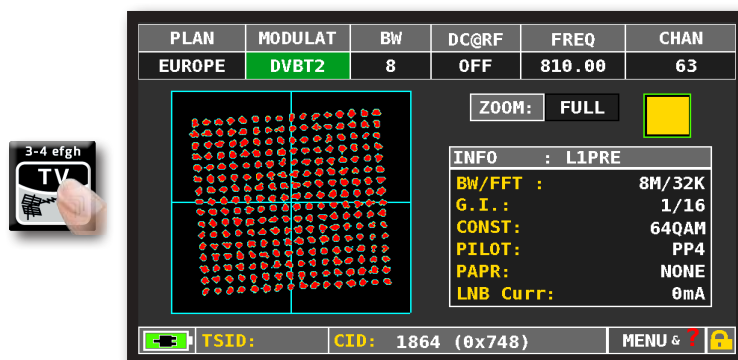 3-4 efgh
TV
PLAN MODULAT BW DC@RF FREQ CHAN
EUROPE DVBT2 8 OFF 810.00 63
ZOOM: FULL
INFO : L1PRE
BW/FFT : 8M/32K
G.I.: 1/16
CONST: 64QAM
PILOT: PP4
PAPR: NONE
LNB Curr: 0mA
TSID: CID: 1864 (0x748) MENU & ?